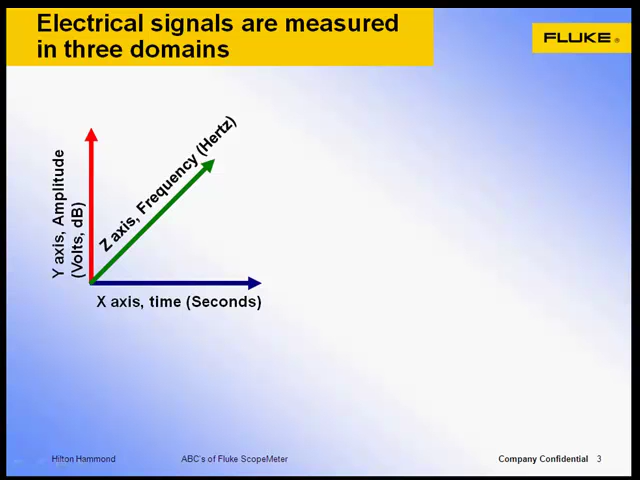 Electrical signals are measured
in three domains
FLUKE®
Y axis, Amplitude
(Volts, dB)
Z axis, Frequency (Hertz)
X axis, time (Seconds)
Hilton Hammond
ABC's of Fluke ScopeMeter
Company Confidential 3